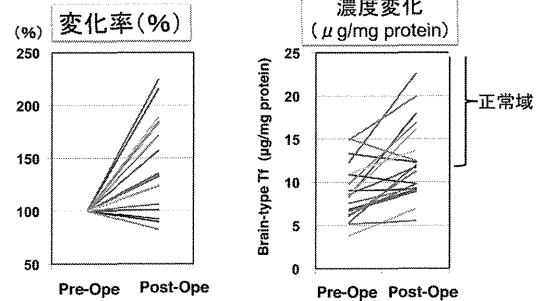 変化率(%)
(%)
250
200
150
100
50
Pre-Ope Post-Ope
濃度変化
(μg/mg protein)
Brain-type Tf (μg/mg protein)
25
20
15
10
5
0
Pre-Ope Post-Ope
正常域